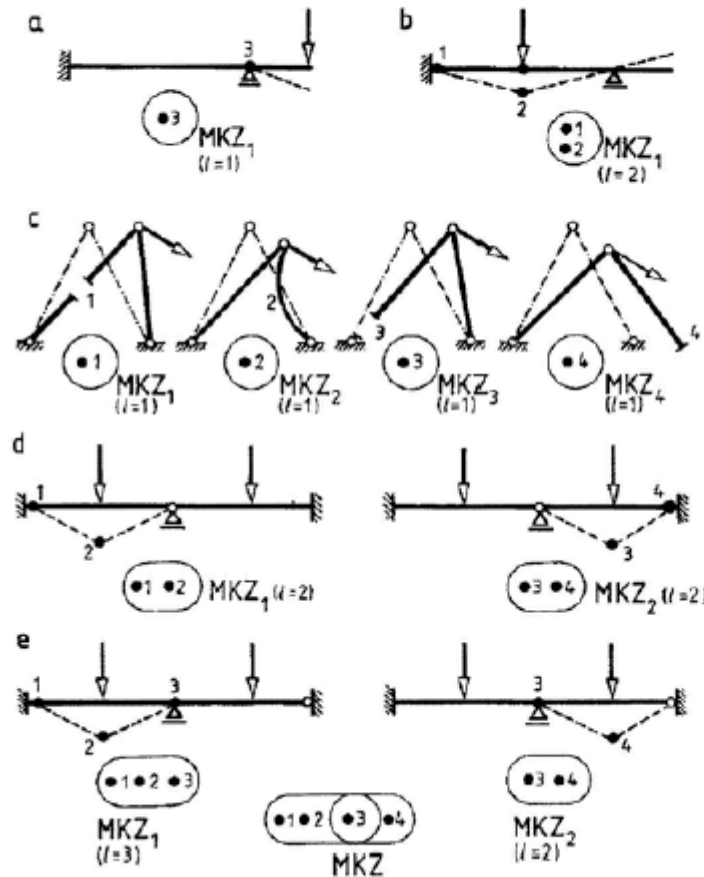 a
3
3
MKZ₁
(l=1)
b
1
2
1
2
MKZ₁
(l=2)
c
1
1
MKZ₁
(l=1)
2
2
MKZ₂
(l=1)
3
3
MKZ₃
(l=1)
4
4
MKZ₄
(l=1)
d
1
2
1 2
MKZ₁ (l=2)
4
3
3 4
MKZ₂ (l=2)
e
1 3
2
1 2 3
MKZ₁
(l=3)
1 2 3 4
MKZ
3
4
3 4
MKZ₂
(l=2)